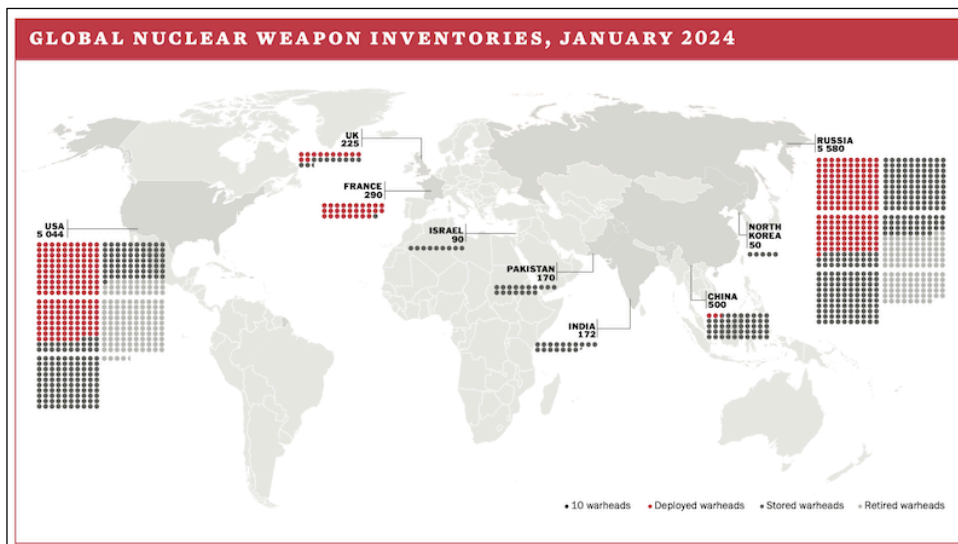 GLOBAL NUCLEAR WEAPON INVENTORIES, JANUARY 2024
UK
225
FRANCE
290
USA
5 044
ISRAEL
90
PAKISTAN
170
INDIA
172
RUSSIA
5 580
NORTH
KOREA
50
CHINA
500
10 warheads Deployed warheads Stored warheads Retired warheads